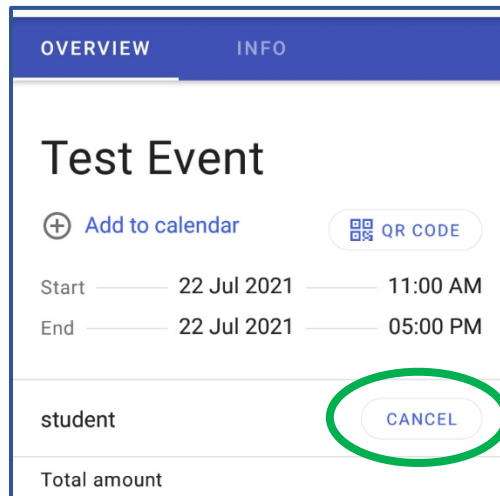 OVERVIEW INFO
Test Event
Add to calendar QR CODE
Start 22 Jul 2021 11:00 AM
End 22 Jul 2021 05:00 PM
student CANCEL
Total amount